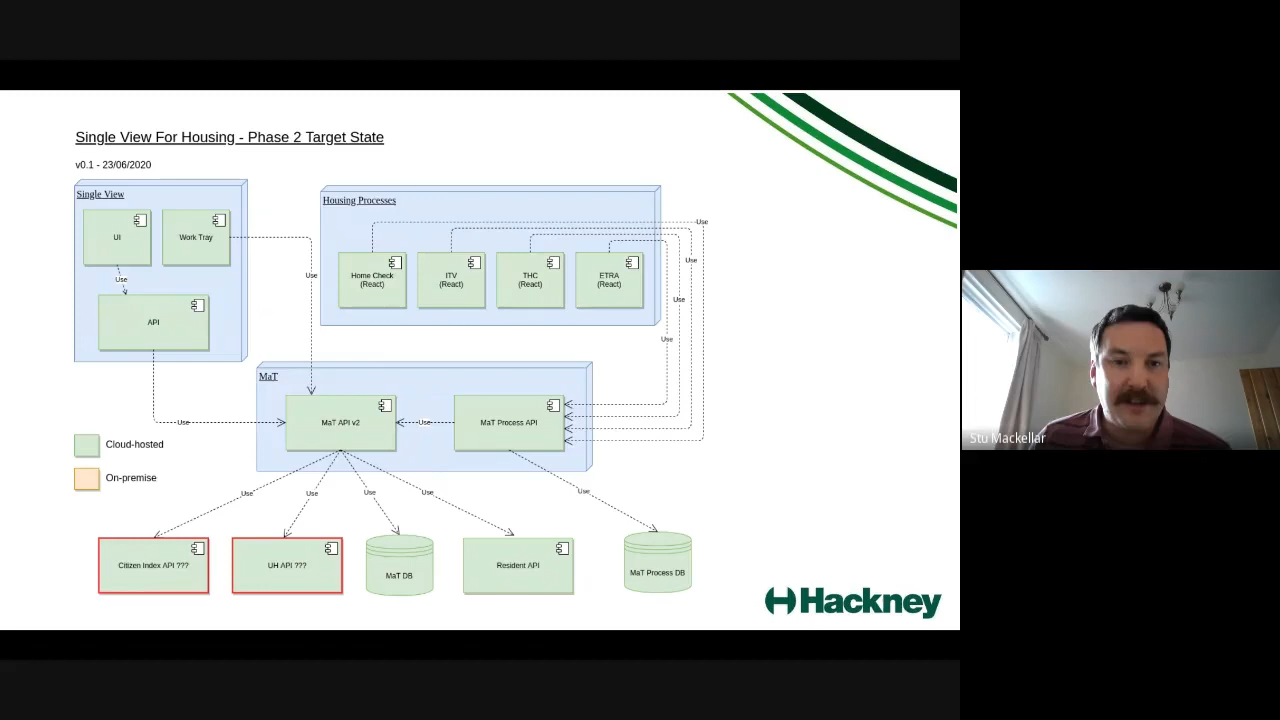 Single View For Housing - Phase 2 Target State
v0.1 - 23/06/2020
Single View
UI
Work Tray
Use
API
Use
Housing Processes
Home Check
(React)
ITV
(React)
THC
(React)
ETRA
(React)
Use
Use
Use
Use
MaT
MaT API v2
Use
MaT Process API
Use
Cloud-hosted
On-premise
Use
Use
Use
Use
Use
Citizen Index API ???
UH API ???
MaT DB
Resident API
MaT Process DB
Hackney
Stu Mackellar